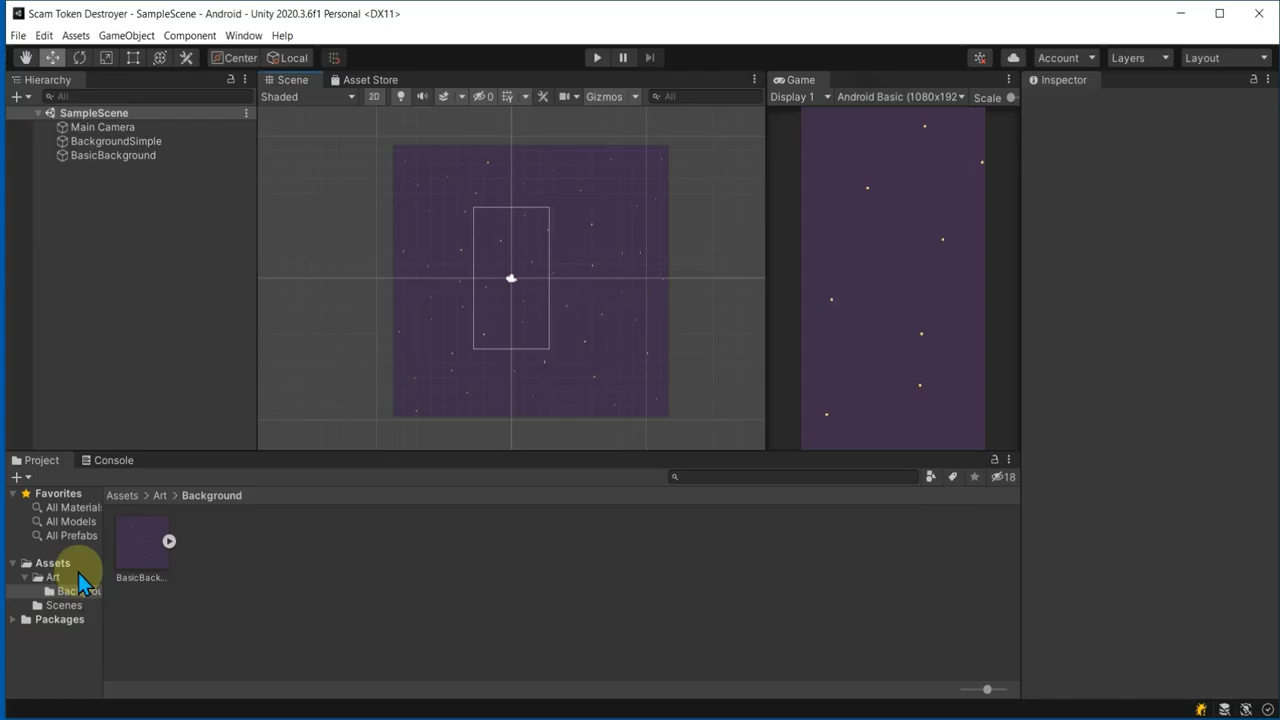 Scam Token Destroyer - SampleScene - Android - Unity 2020.3.6f1 Personal <DX11>
File Edit Assets GameObject Component Window Help
Center Local Account Layers Layout
Hierarchy Scene Asset Store Game Inspector
All Shaded 2D 0 Gizmos All Display 1 Android Basic (1080x192 Scale
SampleScene
Main Camera
BackgroundSimple
BasicBackground
Project Console
18
Favorites Assets > Art > Background
All Material
All Models
All Prefabs
Assets
Art BasicBack...
Scenes
Packages